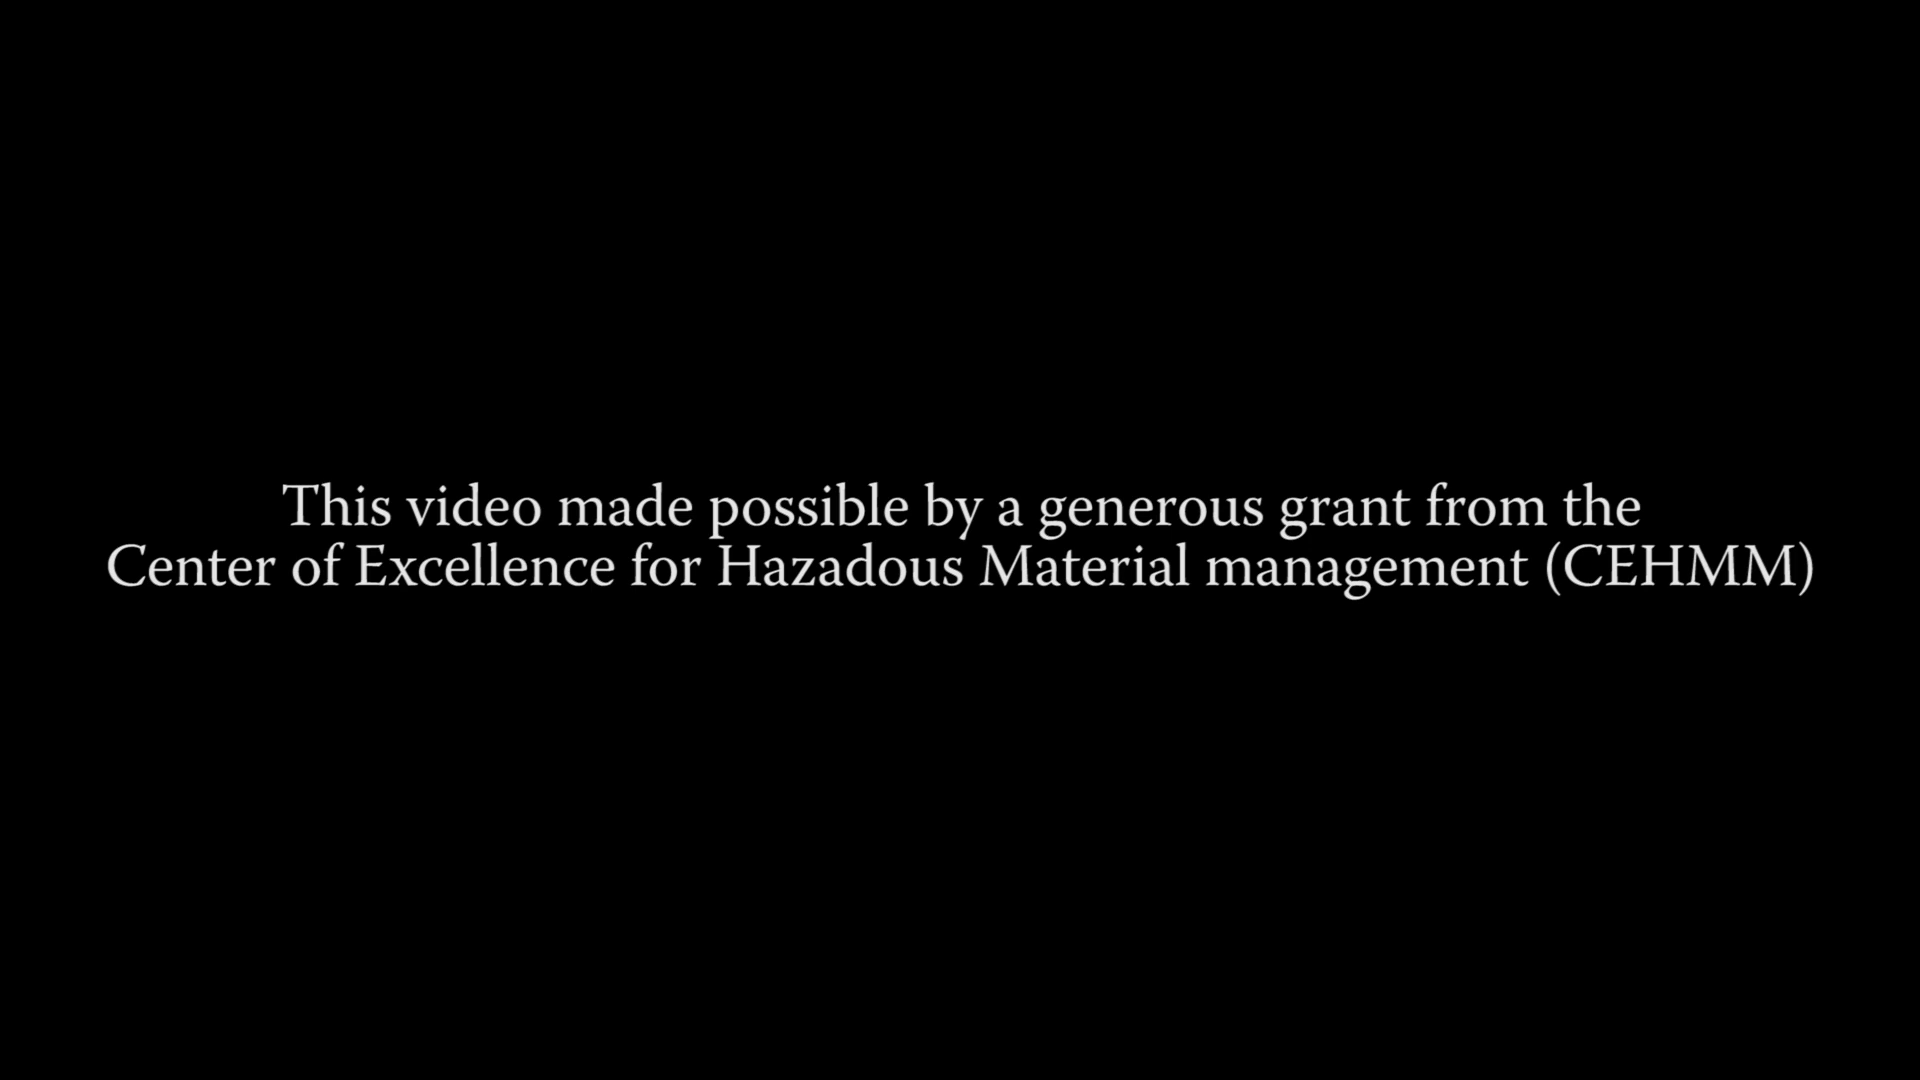 This video made possible by a generous grant from the
Center of Excellence for Hazadous Material management (CEHMM)